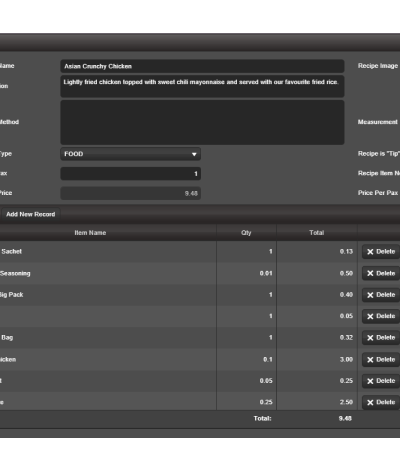 Name Asian Crunchy Chicken Recipe Image
Lightly fried chicken topped with sweet chili mayonnaise and served with our favourite fried rice.
Method Measurement
Type FOOD Recipe is "Tip"
1 Recipe Item
Price 9.48 Price Per Pax
Add New Record
Item Name Qty Total
Sachet 1 0.13 Delete
Seasoning 0.01 0.50 Delete
Big Pack 1 0.40 Delete
1 0.05 Delete
Bag 1 0.32 Delete
0.1 3.00 Delete
0.05 0.25 Delete
0.25 2.50 Delete
Total: 9.48